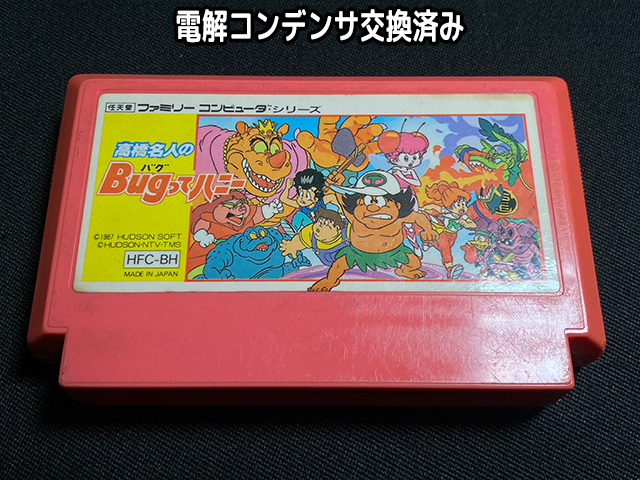 電解コンデンサ交換済み
任天堂 ファミリー コンピュータ・シリーズ
高橋名人の
バグ
Bugってハニー
©1987 HUDSON SOFT
©HUDSON•NTV•TMS
HFC-BH
MADE IN JAPAN